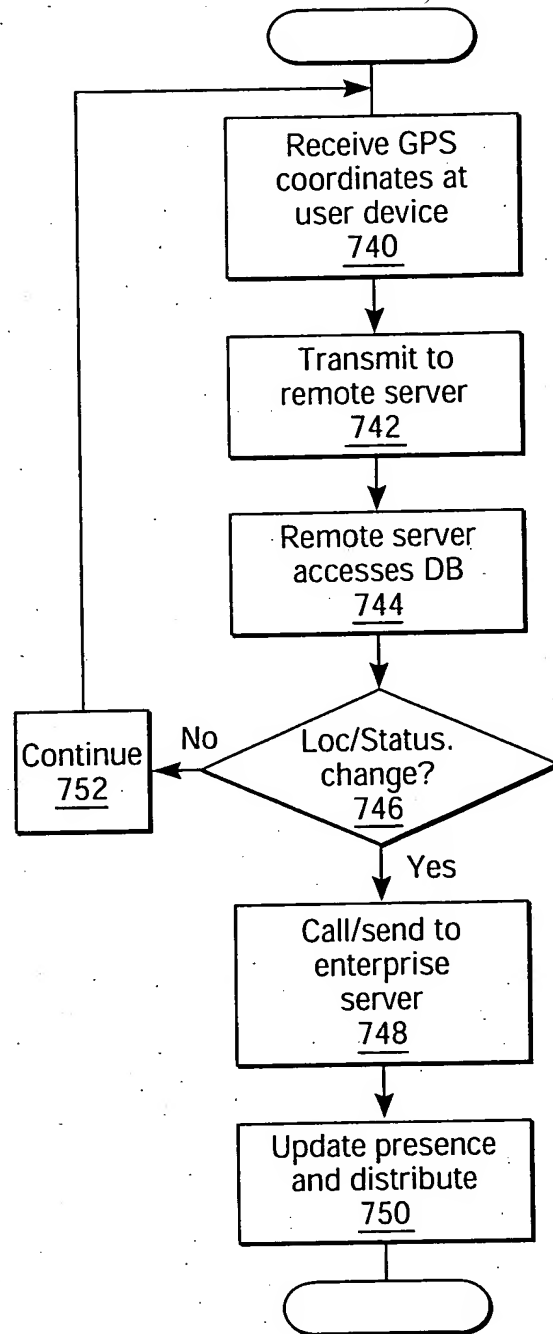 Receive GPS
coordinates at
user device
740
Transmit to
remote server
742
Remote server
accesses DB
744
Loc/Status.
change?
746
No
Continue
752
Yes
Call/send to
enterprise
server
748
Update presence
and distribute
750